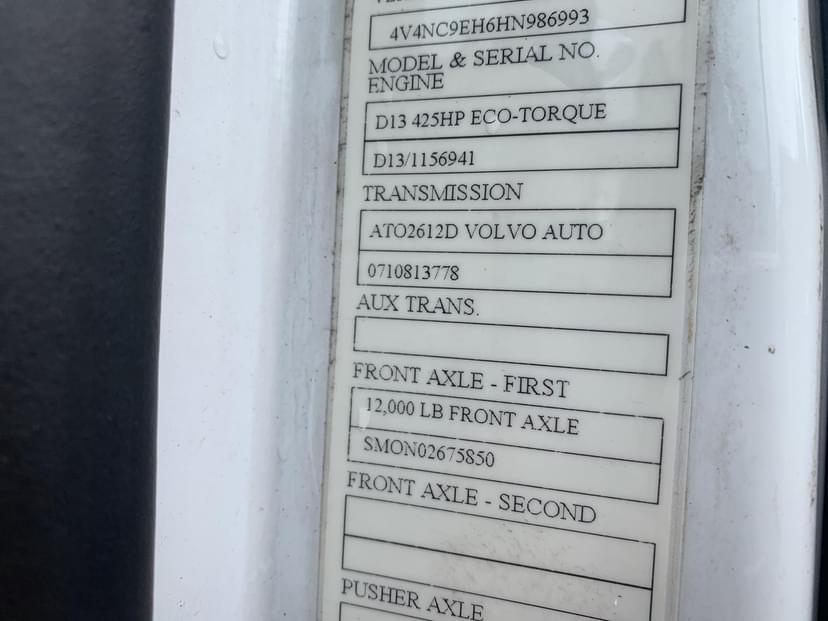 4V4NC9EH6HN986993
MODEL & SERIAL NO.
ENGINE
D13 425HP ECO-TORQUE
D13/1156941
TRANSMISSION
ATO2612D VOLVO AUTO
0710813778
AUX TRANS.
FRONT AXLE - FIRST
12,000 LB FRONT AXLE
SMON02675850
FRONT AXLE - SECOND
PUSHER AXLE